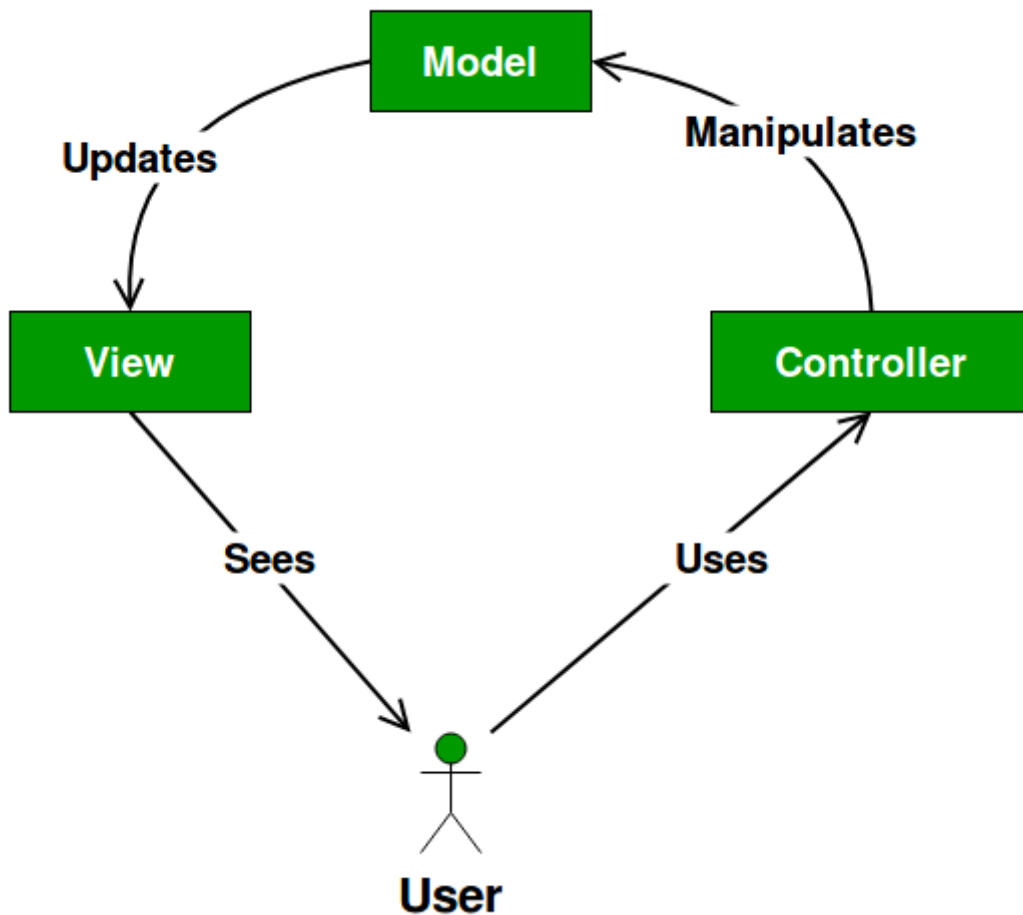 Model
Manipulates
Updates
View
Controller
Sees
Uses
User